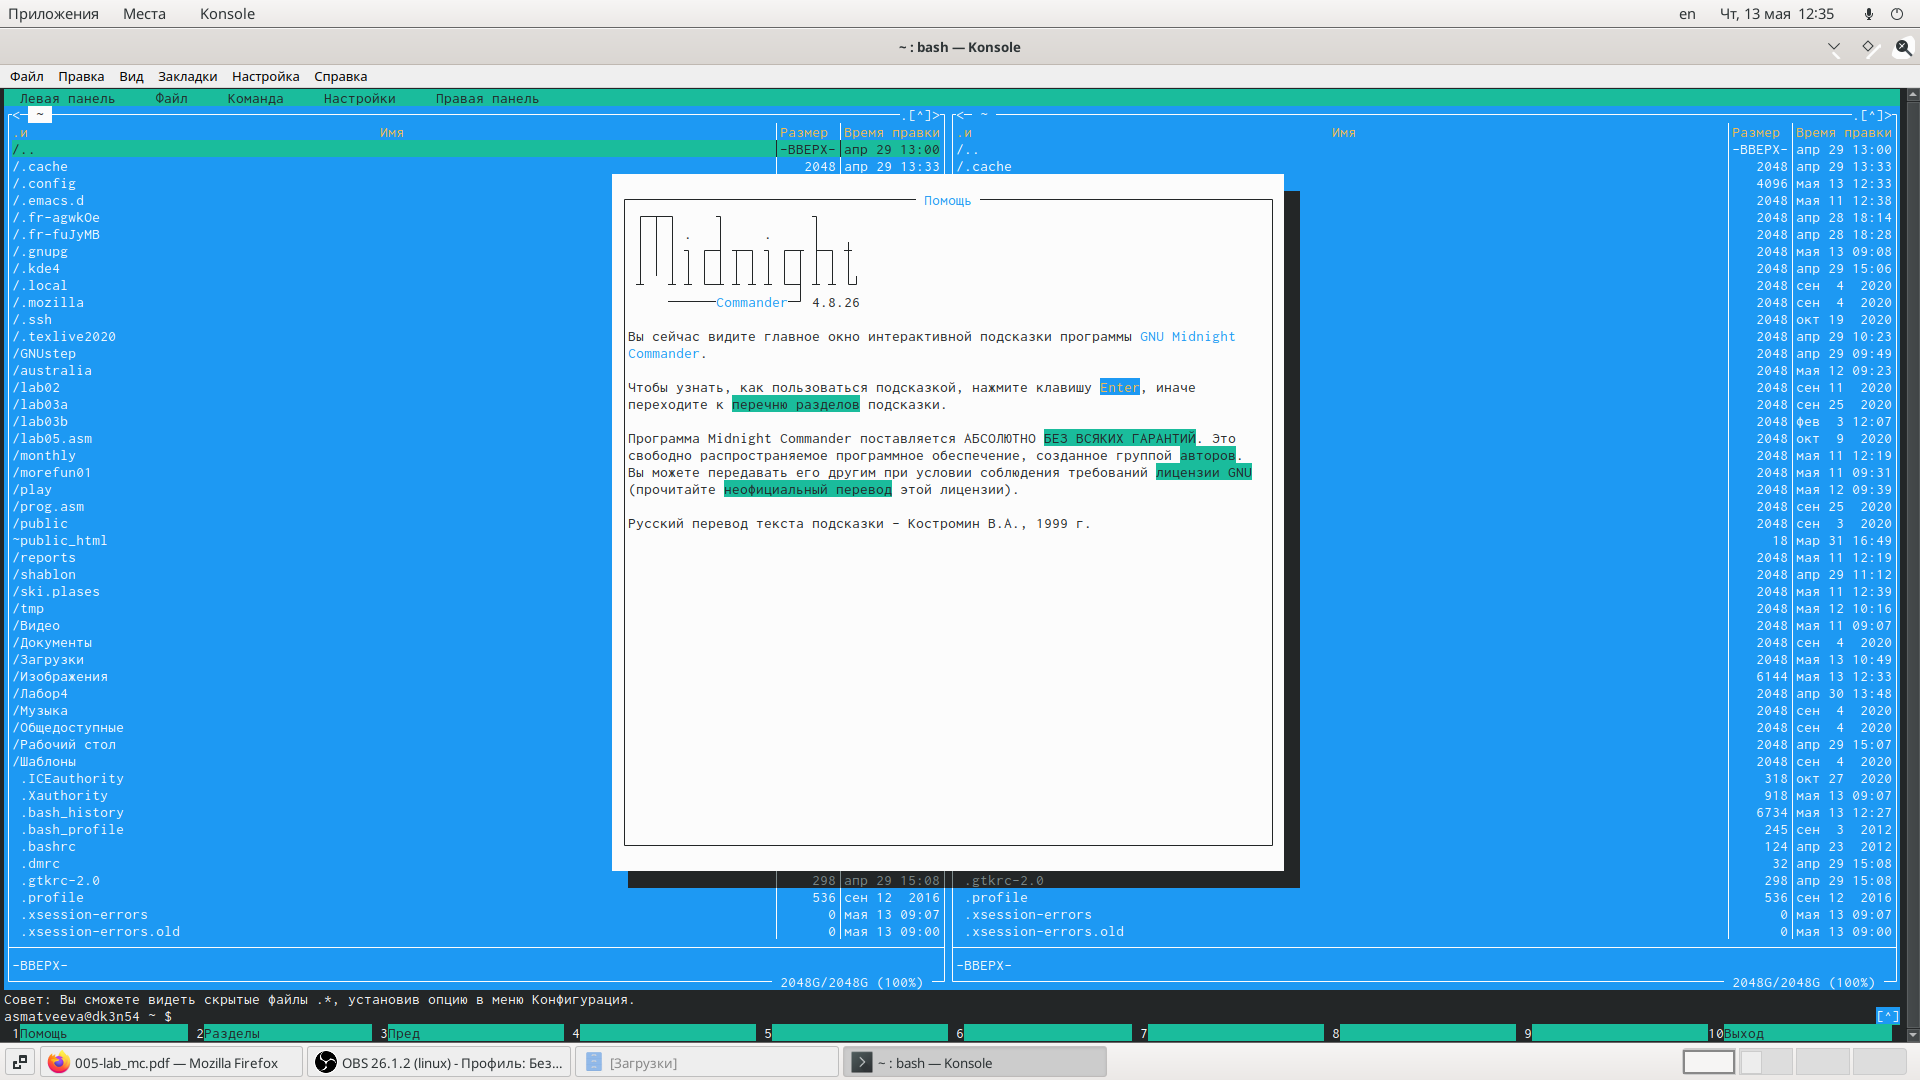 Приложения Места Konsole en Чт, 13 мая 12:35
~ : bash — Konsole
Файл Правка Вид Закладки Настройка Справка
Левая панель Файл Команда Настройки Правая панель
<─ ~ .[^]> <─ ~ .[^]>
.и Имя Размер Время правки .и Имя Размер Время правки
/.. -ВВЕРХ- апр 29 13:00 /.. -ВВЕРХ- апр 29 13:00
/.cache 2048 апр 29 13:33 /.cache 2048 апр 29 13:33
/.config 4096 мая 13 12:33
/.emacs.d Помощь 2048 мая 11 12:38
/.fr-agwkOe 2048 апр 28 18:14
/.fr-fuJyMB Midnight 2048 апр 28 18:28
/.gnupg 2048 мая 13 09:08
/.kde4 2048 апр 29 15:06
/.local 2048 сен 4 2020
/.mozilla Commander 4.8.26 2048 сен 4 2020
/.ssh 2048 окт 19 2020
/.texlive2020 Вы сейчас видите главное окно интерактивной подсказки программы GNU Midnight 2048 апр 29 10:23
/GNUstep Commander. 2048 апр 29 09:49
/australia 2048 мая 12 09:23
/lab02 Чтобы узнать, как пользоваться подсказкой, нажмите клавишу Enter, иначе 2048 сен 11 2020
/lab03a переходите к перечню разделов подсказки. 2048 сен 25 2020
/lab03b 2048 фев 3 12:07
/lab05.asm Программа Midnight Commander поставляется АБСОЛЮТНО БЕЗ ВСЯКИХ ГАРАНТИЙ. Это 2048 окт 9 2020
/monthly свободно распространяемое программное обеспечение, созданное группой авторов. 2048 мая 11 12:19
/morefun01 Вы можете передавать его другим при условии соблюдения требований лицензии GNU 2048 мая 11 09:31
/play (прочитайте неофициальный перевод этой лицензии). 2048 мая 12 09:39
/prog.asm 2048 сен 25 2020
/public Русский перевод текста подсказки - Костромин В.А., 1999 г. 2048 сен 3 2020
~public_html 18 мар 31 16:49
/reports 2048 мая 11 12:19
/shablon 2048 апр 29 11:12
/ski.plases 2048 мая 11 12:39
/tmp 2048 мая 12 10:16
/Видео 2048 мая 11 09:07
/Документы 2048 сен 4 2020
/Загрузки 2048 мая 13 10:49
/Изображения 6144 мая 13 12:33
/Лабор4 2048 апр 30 13:48
/Музыка 2048 сен 4 2020
/Общедоступные 2048 сен 4 2020
/Рабочий стол 2048 апр 29 15:07
/Шаблоны 2048 сен 4 2020
.ICEauthority 318 окт 27 2020
.Xauthority 918 мая 13 09:07
.bash_history 6734 мая 13 12:27
.bash_profile 245 сен 3 2012
.bashrc 124 апр 23 2012
.dmrc 32 апр 29 15:08
.gtkrc-2.0 298 апр 29 15:08 .gtkrc-2.0 298 апр 29 15:08
.profile 536 сен 12 2016 .profile 536 сен 12 2016
.xsession-errors 0 мая 13 09:07 .xsession-errors 0 мая 13 09:07
.xsession-errors.old 0 мая 13 09:00 .xsession-errors.old 0 мая 13 09:00
-ВВЕРХ- -ВВЕРХ-
2048G/2048G (100%) 2048G/2048G (100%)
Совет: Вы сможете видеть скрытые файлы .*, установив опцию в меню Конфигурация.
asmatveeva@dk3n54 ~ $ [^]
1Помощь 2Разделы 3Пред 4 5 6 7 8 9 10Выход
005-lab_mc.pdf — Mozilla Firefox OBS 26.1.2 (linux) - Профиль: Без... [Загрузки] ~ : bash — Konsole